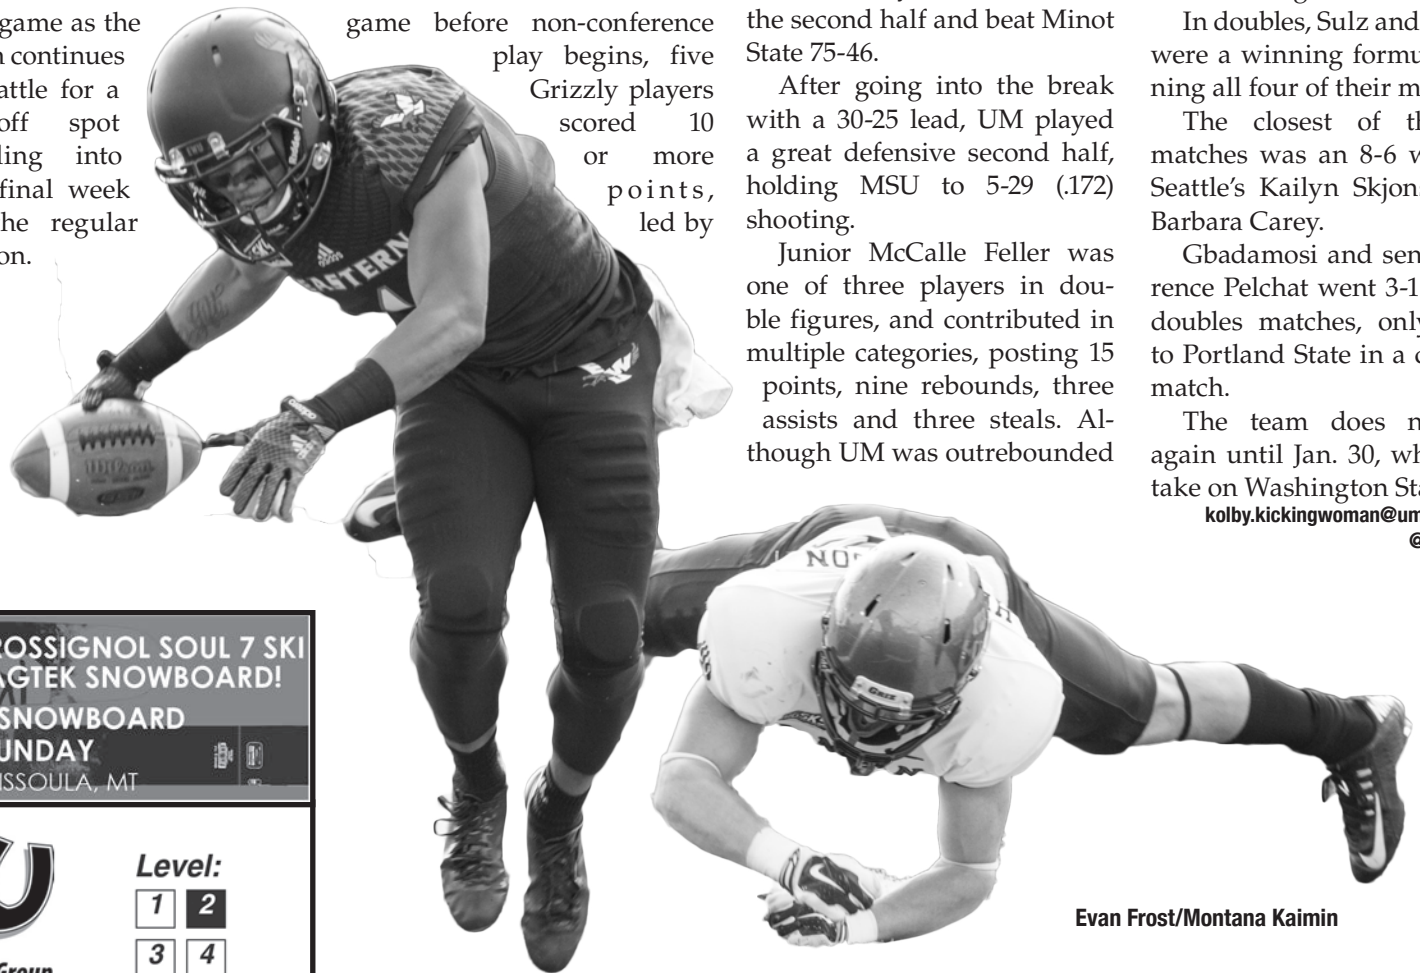 game as the
continues
for a
off spot
into
final week
regular
game before non-conference
play begins, five
Grizzly players
scored 10
or more
points,
led by
the second half and beat Minot
State 75-46.
After going into the break
with a 30-25 lead, UM played
a great defensive second half,
holding MSU to 5-29 (.172)
shooting.
Junior McCalle Feller was
one of three players in dou-
ble figures, and contributed in
multiple categories, posting 15
points, nine rebounds, three
assists and three steals. Al-
though UM was outrebounded
In doubles, Sulz and
were a winning formu
ning all four of their m
The closest of th
matches was an 8-6 w
Seattle's Kailyn Skjons
Barbara Carey.
Gbadamosi and sen
rence Pelchat went 3-1
doubles matches, only
to Portland State in a
match.
The team does n
again until Jan. 30, wh
take on Washington Sta
kolby.kickingwoman@um
@
EASTERN
Wilson
Riddell
NO
GRIZ
Evan Frost/Montana Kaimin
ROSSIGNOL SOUL 7 SKI
AGTEK SNOWBOARD!
SNOWBOARD
UNDAY
ISSOULA, MT
Level:
1 2
3 4
Group